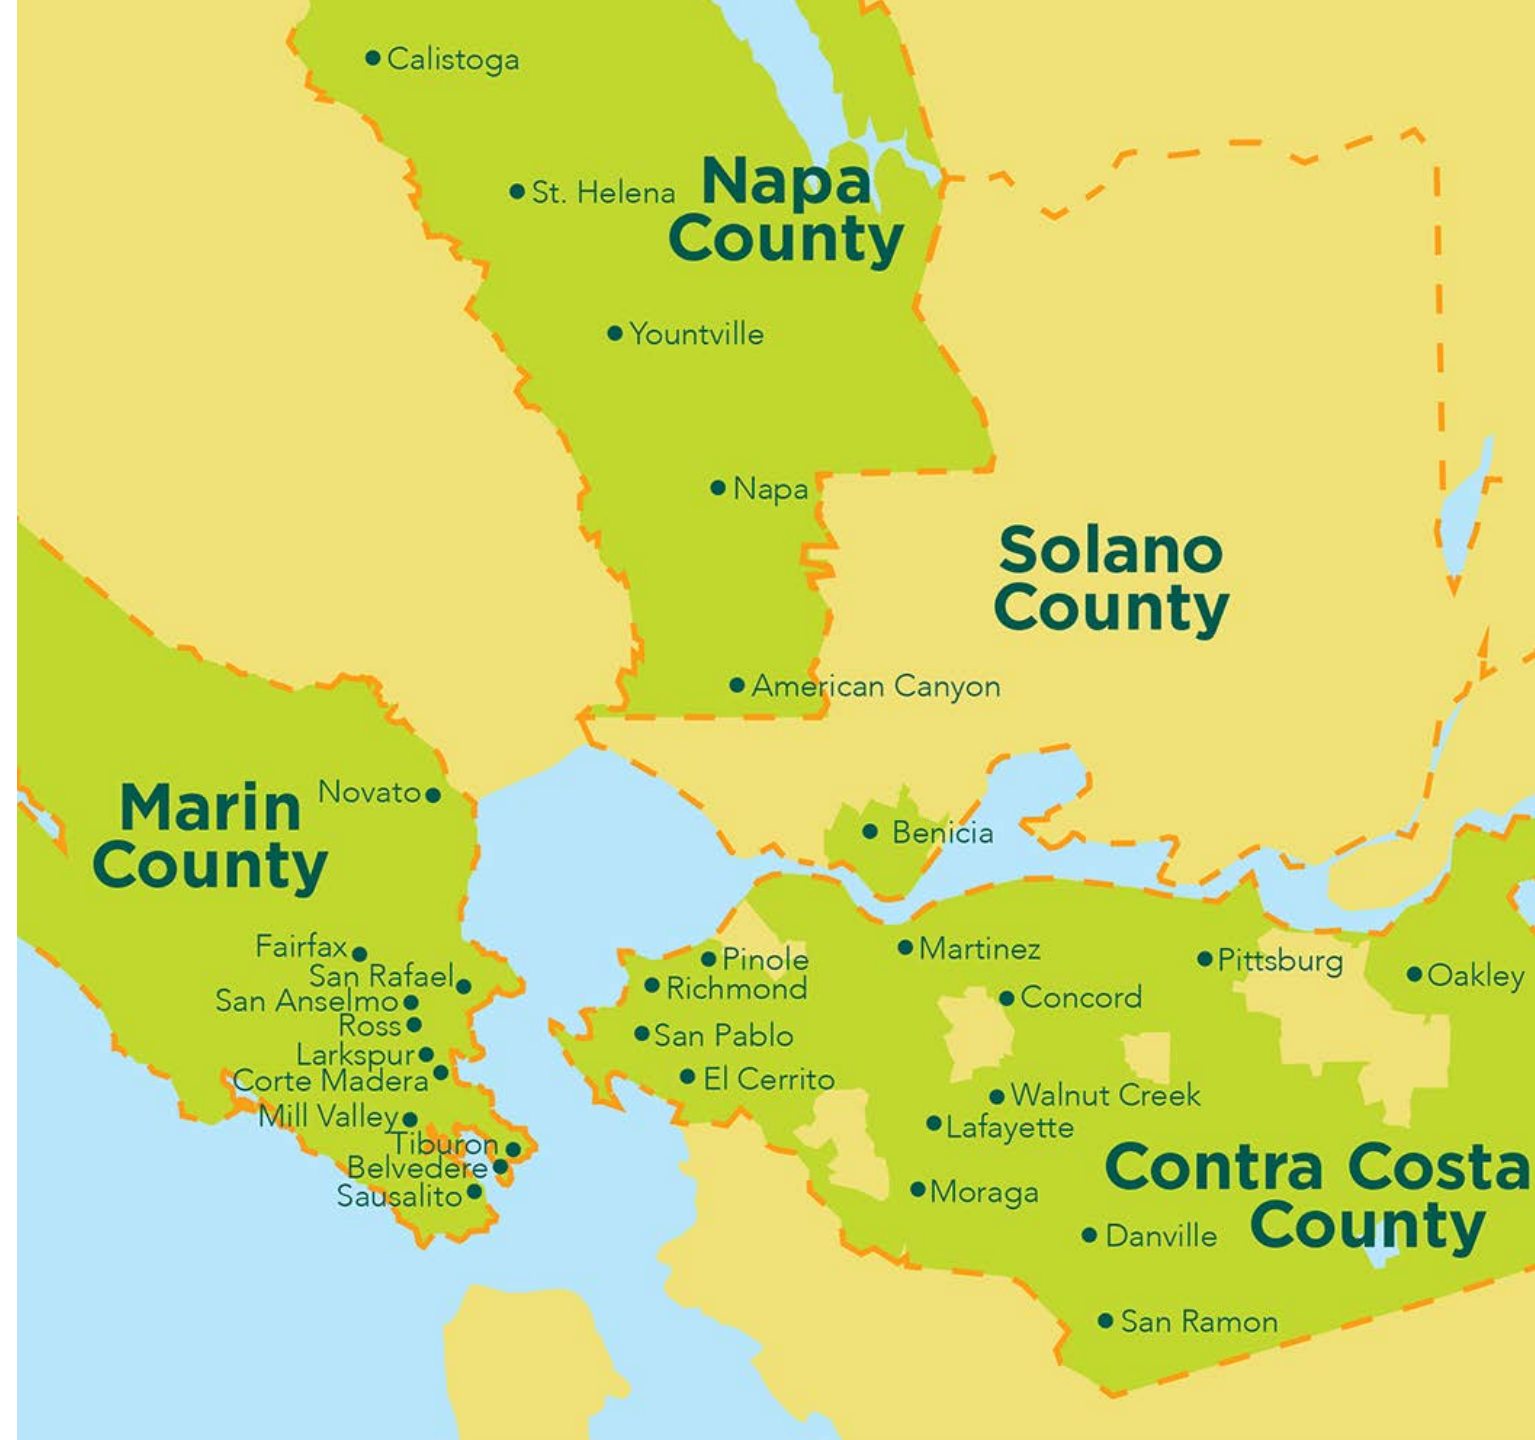 Calistoga
St. Helena
Napa
County
Yountville
Napa
Solano
County
American Canyon
Novato
Marin
County
Benicia
Fairfax
San Rafael
San Anselmo
Ross
Larkspur
Corte Madera
Mill Valley
Tiburon
Belvedere
Sausalito
Pinole
Richmond
San Pablo
El Cerrito
Martinez
Concord
Pittsburg
Oakley
Walnut Creek
Lafayette
Moraga
Contra Costa
County
Danville
San Ramon